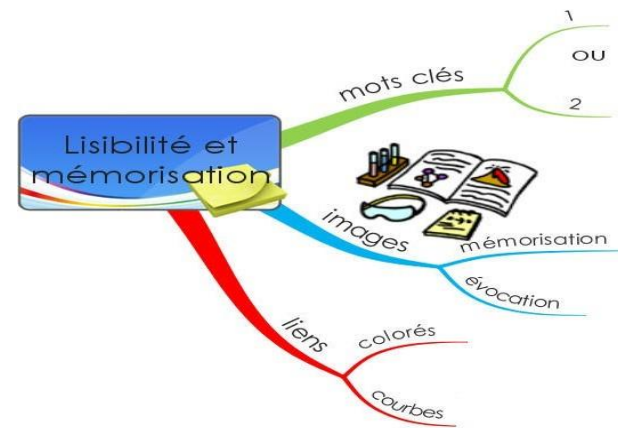 Lisibilité et
mémorisation
mots clés
1
OU
2
images
mémorisation
évocation
liens
colorés
courbes